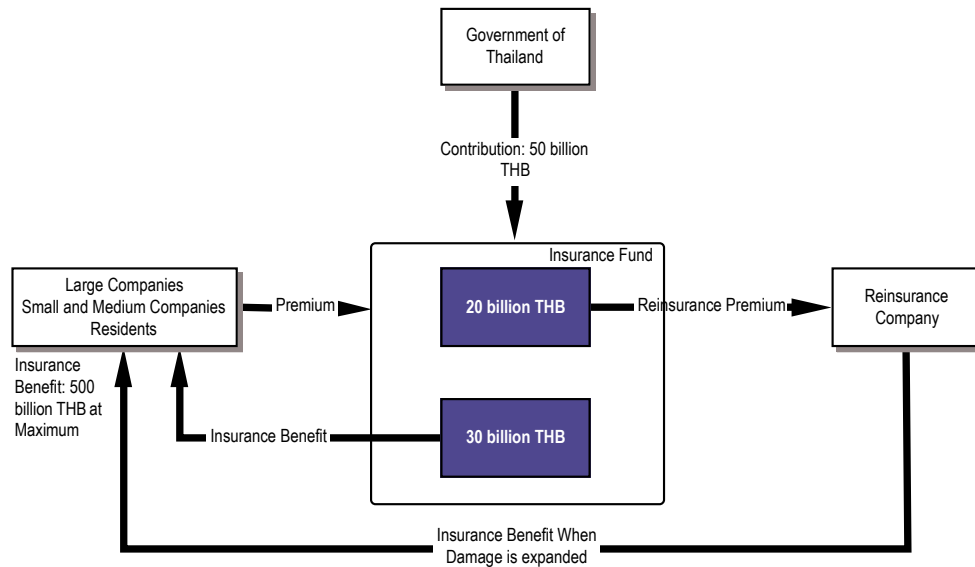 Government of
Thailand
Contribution: 50 billion
THB
Insurance Fund
Large Companies
Small and Medium Companies
Residents
Premium
20 billion THB
Reinsurance Premium
Reinsurance
Company
Insurance
Benefit: 500
billion THB at
Maximum
Insurance Benefit
30 billion THB
Insurance Benefit When
Damage is expanded